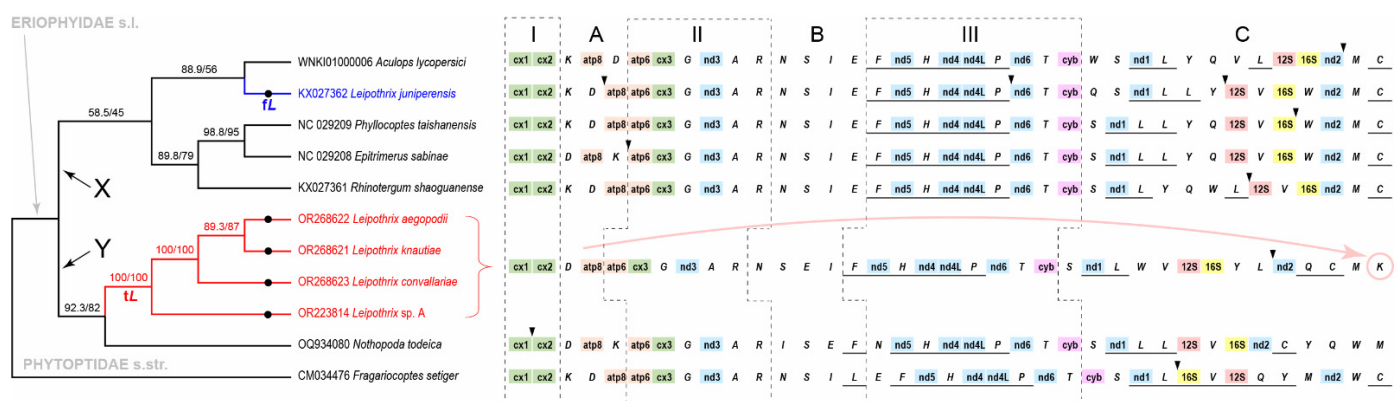 ERIOPHYIDAE s.l.
I A II B III C
WNKI01000006 Aculops lycopersici cx1 cx2 K atp8 D atp6 cx3 G nd3 A R N S I E F nd5 H nd4 nd4L P nd6 T cyb W S nd1 L Y Q V L 12S 16S nd2 M C
88.9/56
KX027362 Leipothrix juniperensis cx1 cx2 K D atp8 atp6 cx3 G nd3 A R N S I E F nd5 H nd4 nd4L P nd6 T cyb Q S nd1 L L Y 12S V 16S W nd2 M C
fL
58.5/45
98.8/95
NC 029209 Phyllocoptes taishanensis cx1 cx2 K D atp8 atp6 cx3 G nd3 A R N S I E F nd5 H nd4 nd4L P nd6 T cyb S nd1 L L Y Q 12S V 16S W nd2 M C
89.8/79
NC 029208 Epitrimerus sabinae cx1 cx2 D atp8 K atp6 cx3 G nd3 A R N S I E F nd5 H nd4 nd4L P nd6 T cyb S nd1 L L Y Q 12S V 16S W nd2 M C
X
KX027361 Rhinotergum shaoguanense cx1 cx2 K D atp8 atp6 cx3 G nd3 A R N S I E F nd5 H nd4 nd4L P nd6 T cyb S nd1 L Y Q W L 12S V 16S nd2 M C
OR268622 Leipothrix aegopodii
89.3/87
Y
100/100
OR268621 Leipothrix knautiae
cx1 cx2 D atp8 atp6 cx3 G nd3 A R N S E I F nd5 H nd4 nd4L P nd6 T cyb S nd1 L W V 12S 16S Y L nd2 Q C M K
100/100
OR268623 Leipothrix convallariae
tL
92.3/82
OR223814 Leipothrix sp. A
OQ934080 Nothopoda todeica cx1 cx2 D atp8 K atp6 cx3 G nd3 A R I S E F N nd5 H nd4 nd4L P nd6 T cyb S nd1 L L 12S V 16S nd2 C Y Q W M
PHYTOPTIDAE s.str.
CM034476 Fragariocoptes setiger cx1 cx2 K D atp8 atp6 cx3 G nd3 A R N S I L E F nd5 H nd4 nd4L P nd6 T cyb S nd1 L 16S V 12S Q Y M nd2 W C